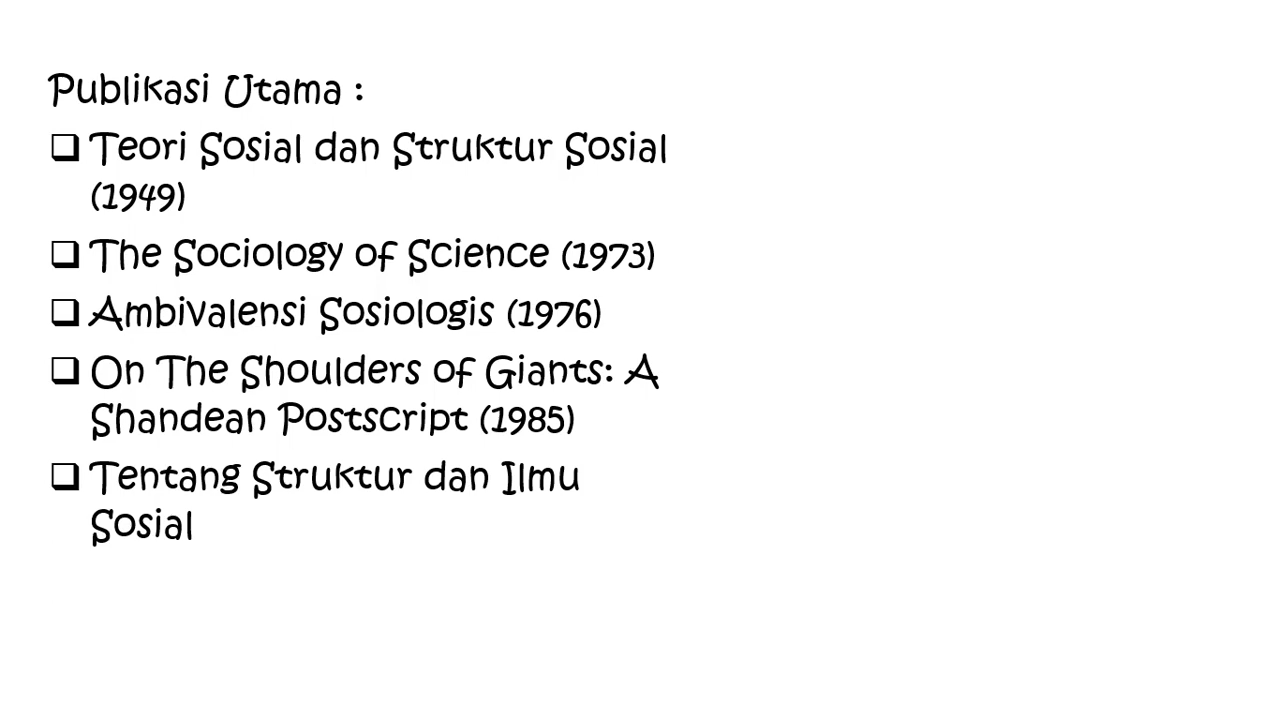 Publikasi Utama :
Teori Sosial dan Struktur Sosial
(1949)
The Sociology of Science (1973)
Ambivalensi Sosiologis (1976)
On The Shoulders of Giants: A
Shandean Postscript (1985)
Tentang Struktur dan Ilmu
Sosial